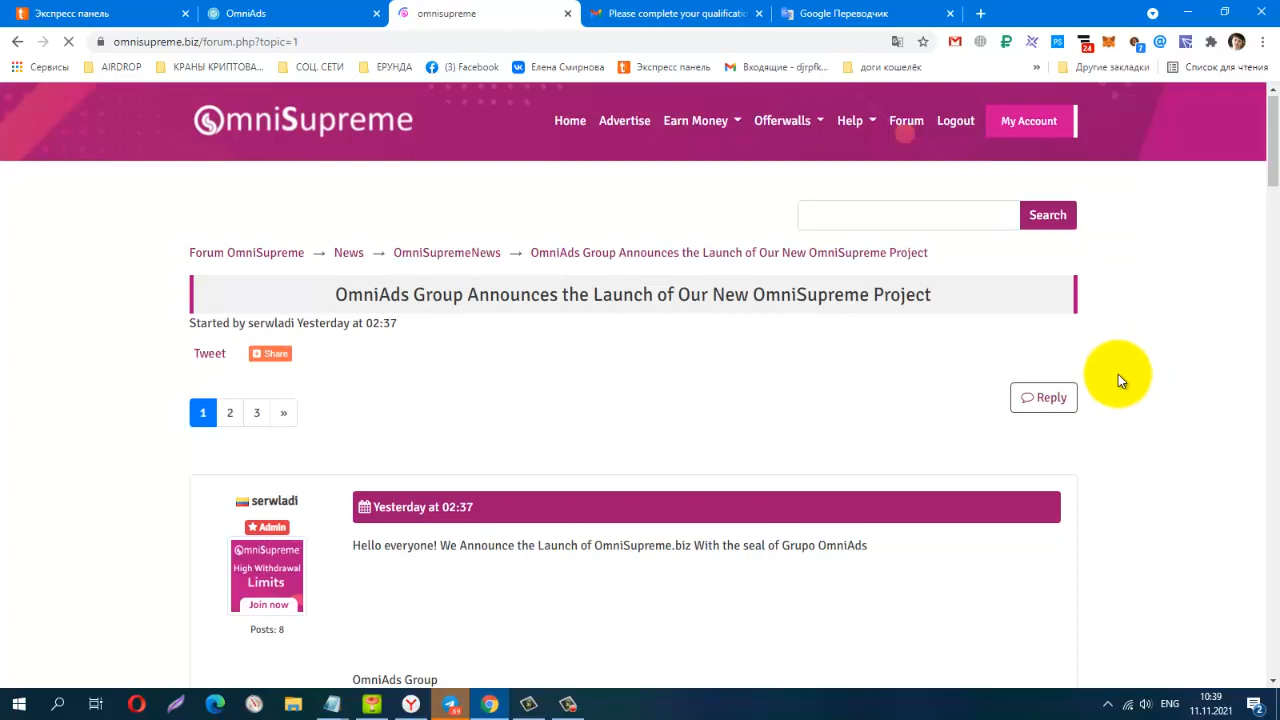 Экспресс панель
OmniAds
omnisupreme
Please complete your qualificatio
Google Переводчик
omnisupreme.biz/forum.php?topic=1
24
7
Сервисы
AIRDROP
КРАНЫ КРИПТОВА...
СОЦ. СЕТИ
ЕРУНДА
(3) Facebook
Елена Смирнова
Экспресс панель
Входящие - djrpfk...
доги кошелёк
»
Другие закладки
Список для чтения
OmniSupreme
Home
Advertise
Earn Money
Offerwalls
Help
Forum
Logout
My Account
Search
Forum OmniSupreme → News → OmniSupremeNews → OmniAds Group Announces the Launch of Our New OmniSupreme Project
OmniAds Group Announces the Launch of Our New OmniSupreme Project
Started by serwladi Yesterday at 02:37
Tweet
Share
Reply
1 2 3 »
serwladi
Yesterday at 02:37
Admin
Hello everyone! We Announce the Launch of OmniSupreme.biz With the seal of Grupo OmniAds
OmniSupreme
High Withdrawal
Limits
Join now
Posts: 8
OmniAds Group
69
ENG
10:39
11.11.2021
2